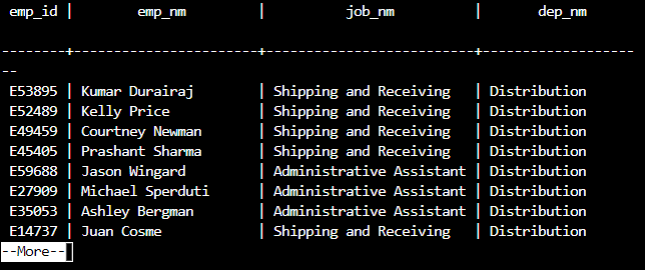 emp_id | emp_nm | job_nm | dep_nm
--------+------------------------+---------------------------+-------------------
--
E53895 | Kumar Durairaj | Shipping and Receiving | Distribution
E52489 | Kelly Price | Shipping and Receiving | Distribution
E49459 | Courtney Newman | Shipping and Receiving | Distribution
E45405 | Prashant Sharma | Shipping and Receiving | Distribution
E59688 | Jason Wingard | Administrative Assistant | Distribution
E27909 | Michael Sperduti | Administrative Assistant | Distribution
E35053 | Ashley Bergman | Administrative Assistant | Distribution
E14737 | Juan Cosme | Shipping and Receiving | Distribution
--More--